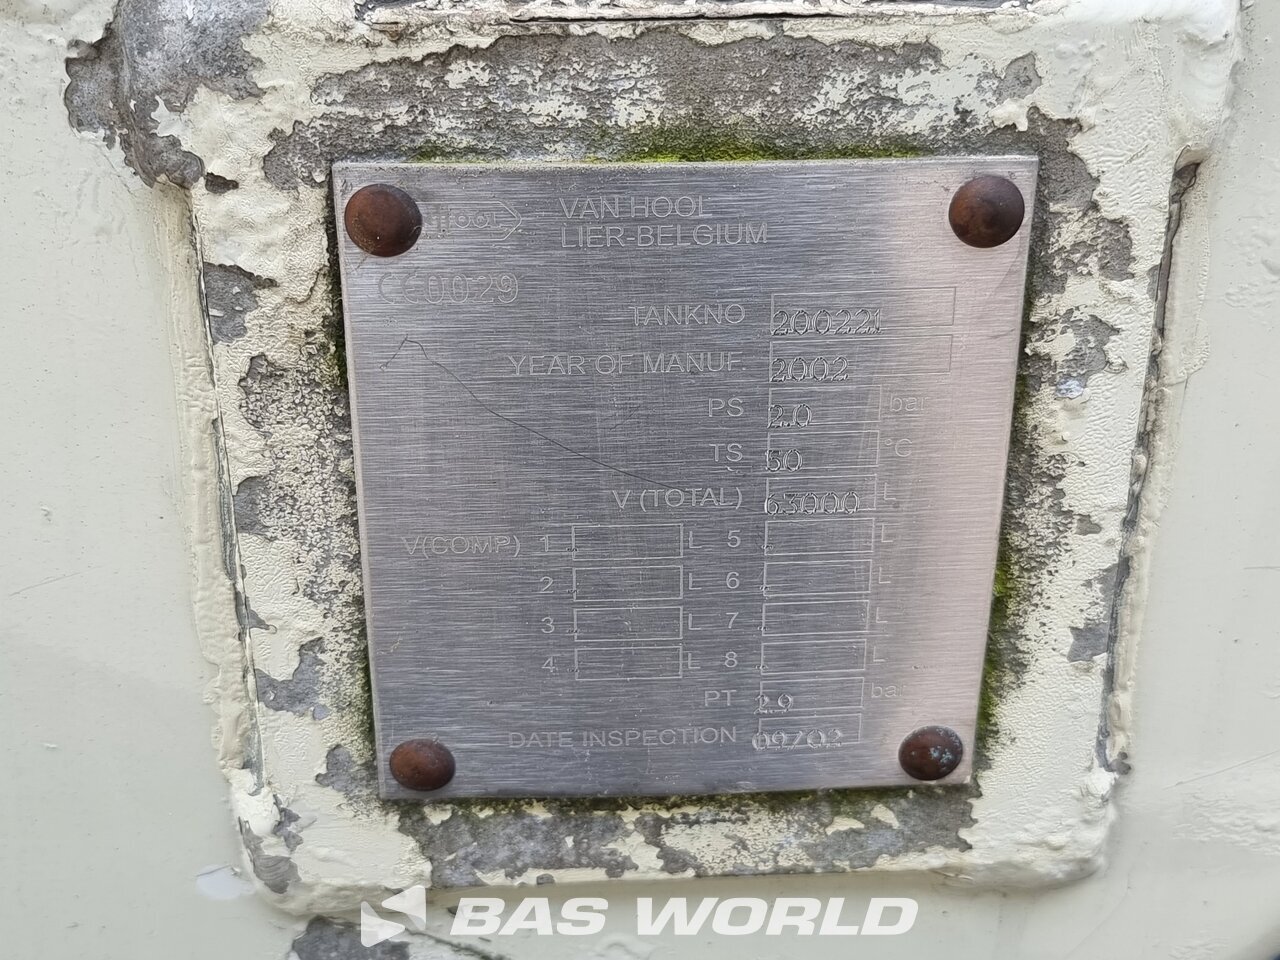 HOOL VAN HOOL
LIER-BELGIUM
CE0029
TANKNO 200221
YEAR OF MANUF. 2002
PS 2.0 bar
TS 50 °C
V (TOTAL) 63000 L
V(COMP) 1 L 5 L
2 L 6 L
3 L 7 L
4 L 8 L
PT 2.9 bar
DATE INSPECTION 09/02
BAS WORLD